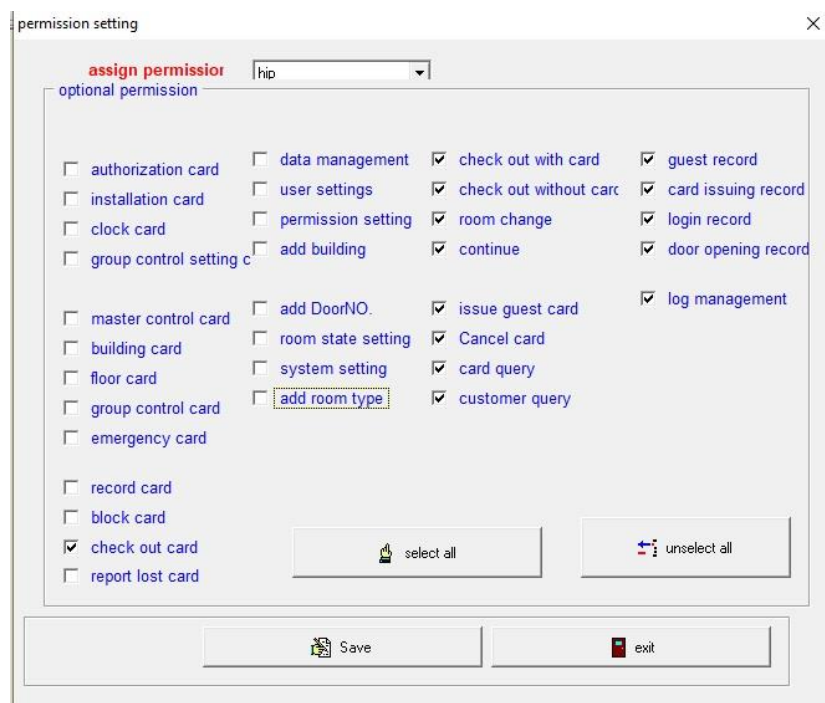 permission setting
assign permission
hip
optional permission
authorization card
installation card
clock card
group control setting c
master control card
building card
floor card
group control card
emergency card
record card
block card
check out card
report lost card
data management
user settings
permission setting
add building
add DoorNO.
room state setting
system setting
add room type
check out with card
check out without card
room change
continue
issue guest card
Cancel card
card query
customer query
guest record
card issuing record
login record
door opening record
log management
select all
unselect all
Save
exit